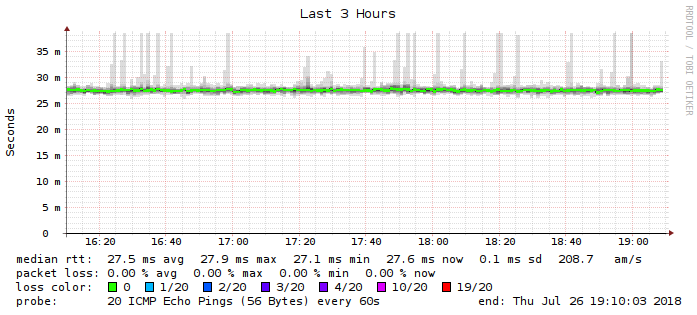 Last 3 Hours
RRDTOOL / TOBI OETIKER
Seconds
35 m
30 m
25 m
20 m
15 m
10 m
5 m
0
16:20 16:40 17:00 17:20 17:40 18:00 18:20 18:40 19:00
median rtt: 27.5 ms avg 27.9 ms max 27.1 ms min 27.6 ms now 0.1 ms sd 208.7 am/s
packet loss: 0.00 % avg 0.00 % max 0.00 % min 0.00 % now
loss color: 0 1/20 2/20 3/20 4/20 10/20 19/20
probe: 20 ICMP Echo Pings (56 Bytes) every 60s end: Thu Jul 26 19:10:03 2018